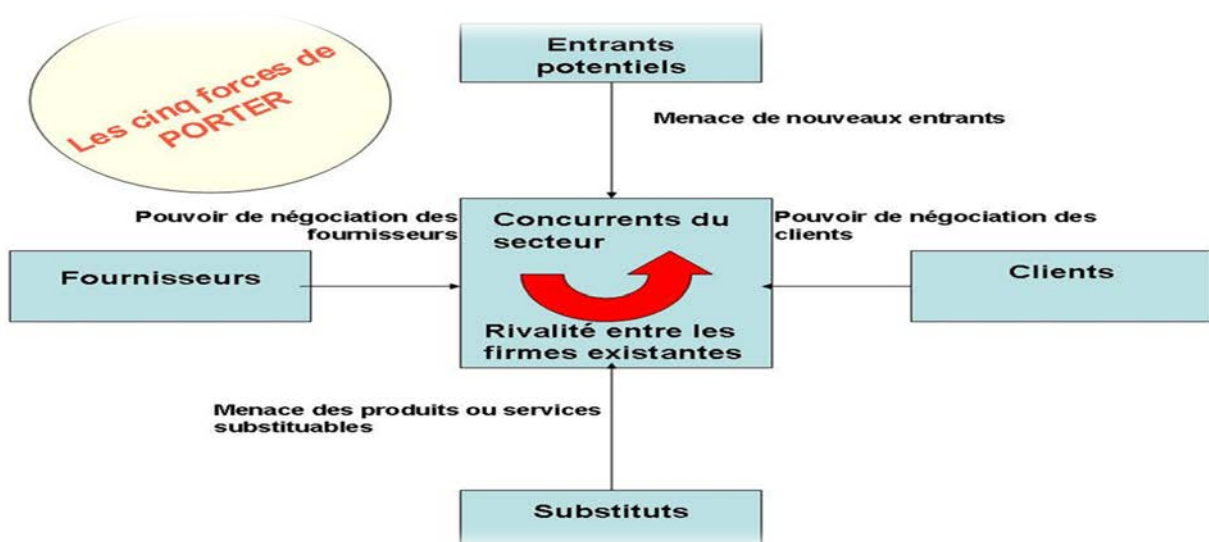 Les cinq forces de
PORTER
Entrants
potentiels
Menace de nouveaux entrants
Pouvoir de négociation des
fournisseurs
Concurrents du
secteur
Pouvoir de négociation des
clients
Fournisseurs
Clients
Rivalité entre les
firmes existantes
Menace des produits ou services
substituables
Substituts